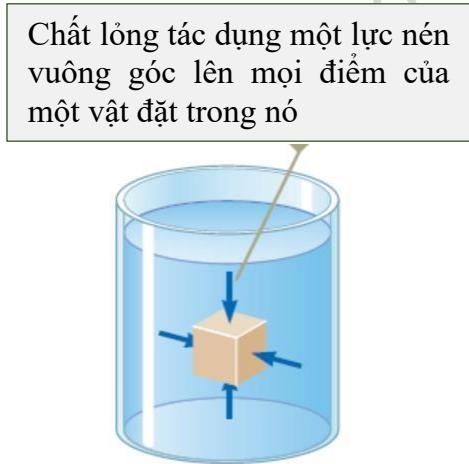 Chất lỏng tác dụng một lực nén
vuông góc lên mọi điểm của
một vật đặt trong nó